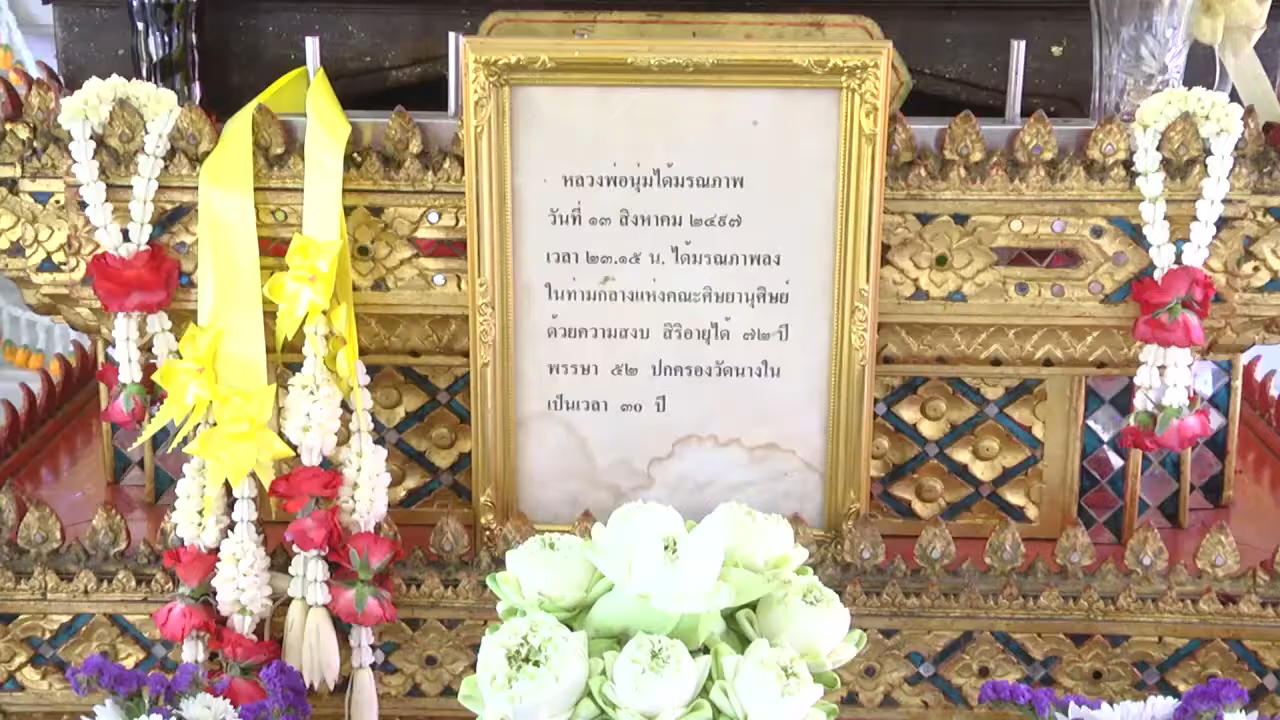 หลวงพ่อนุ่มได้มรณภาพ
วันที่ ๑๓ สิงหาคม ๒๔๙๗
เวลา ๒๓.๑๕ น. ได้มรณภาพลง
ในท่ามกลางแห่งคณะศิษยานุศิษย์
ด้วยความสงบ สิริอายุได้ ๗๒ ปี
พรรษา ๕๒ ปกครองวัดนางใน
เป็นเวลา ๓๐ ปี